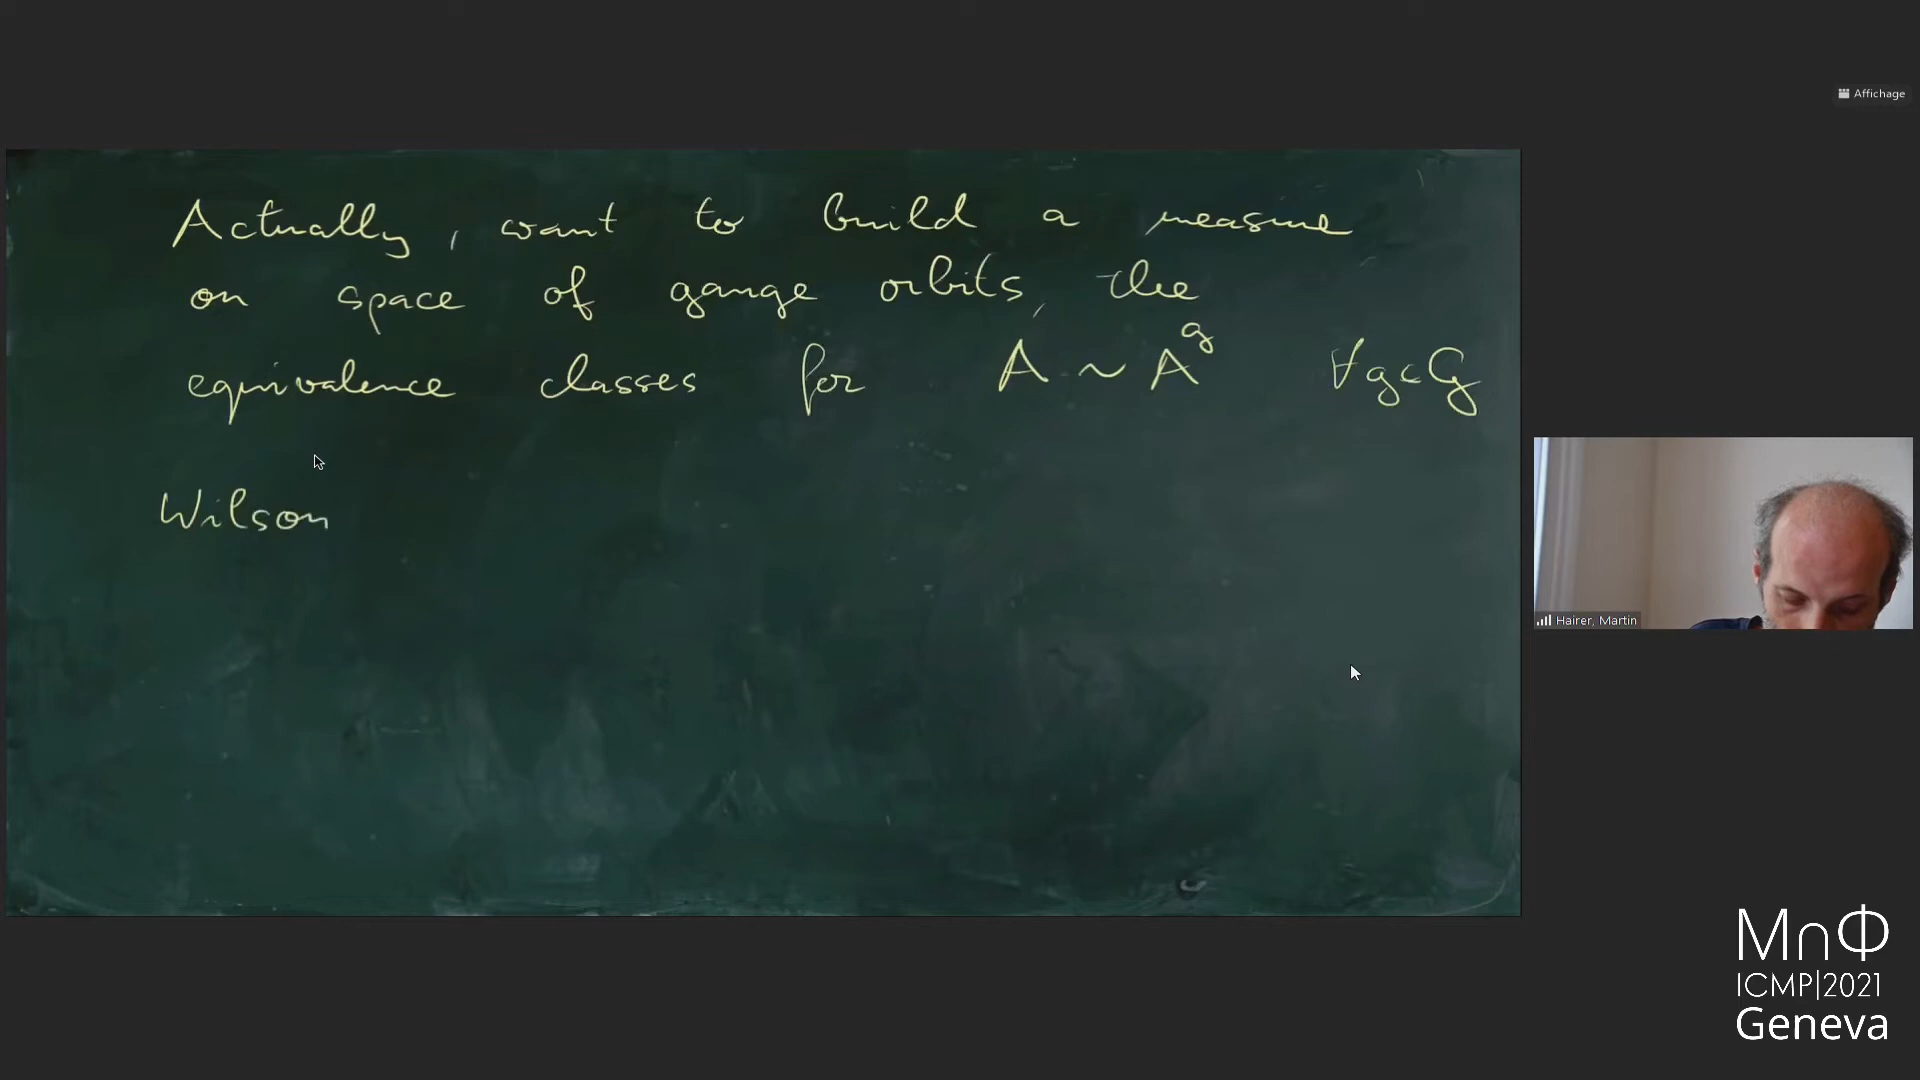 Affichage
Actually, want to build a measure
on space of gauge orbits, the
equivalence classes for A ~ A^g ∀g∈G
Wilson
Hairer, Martin
M∩Φ
ICMP|2021
Geneva